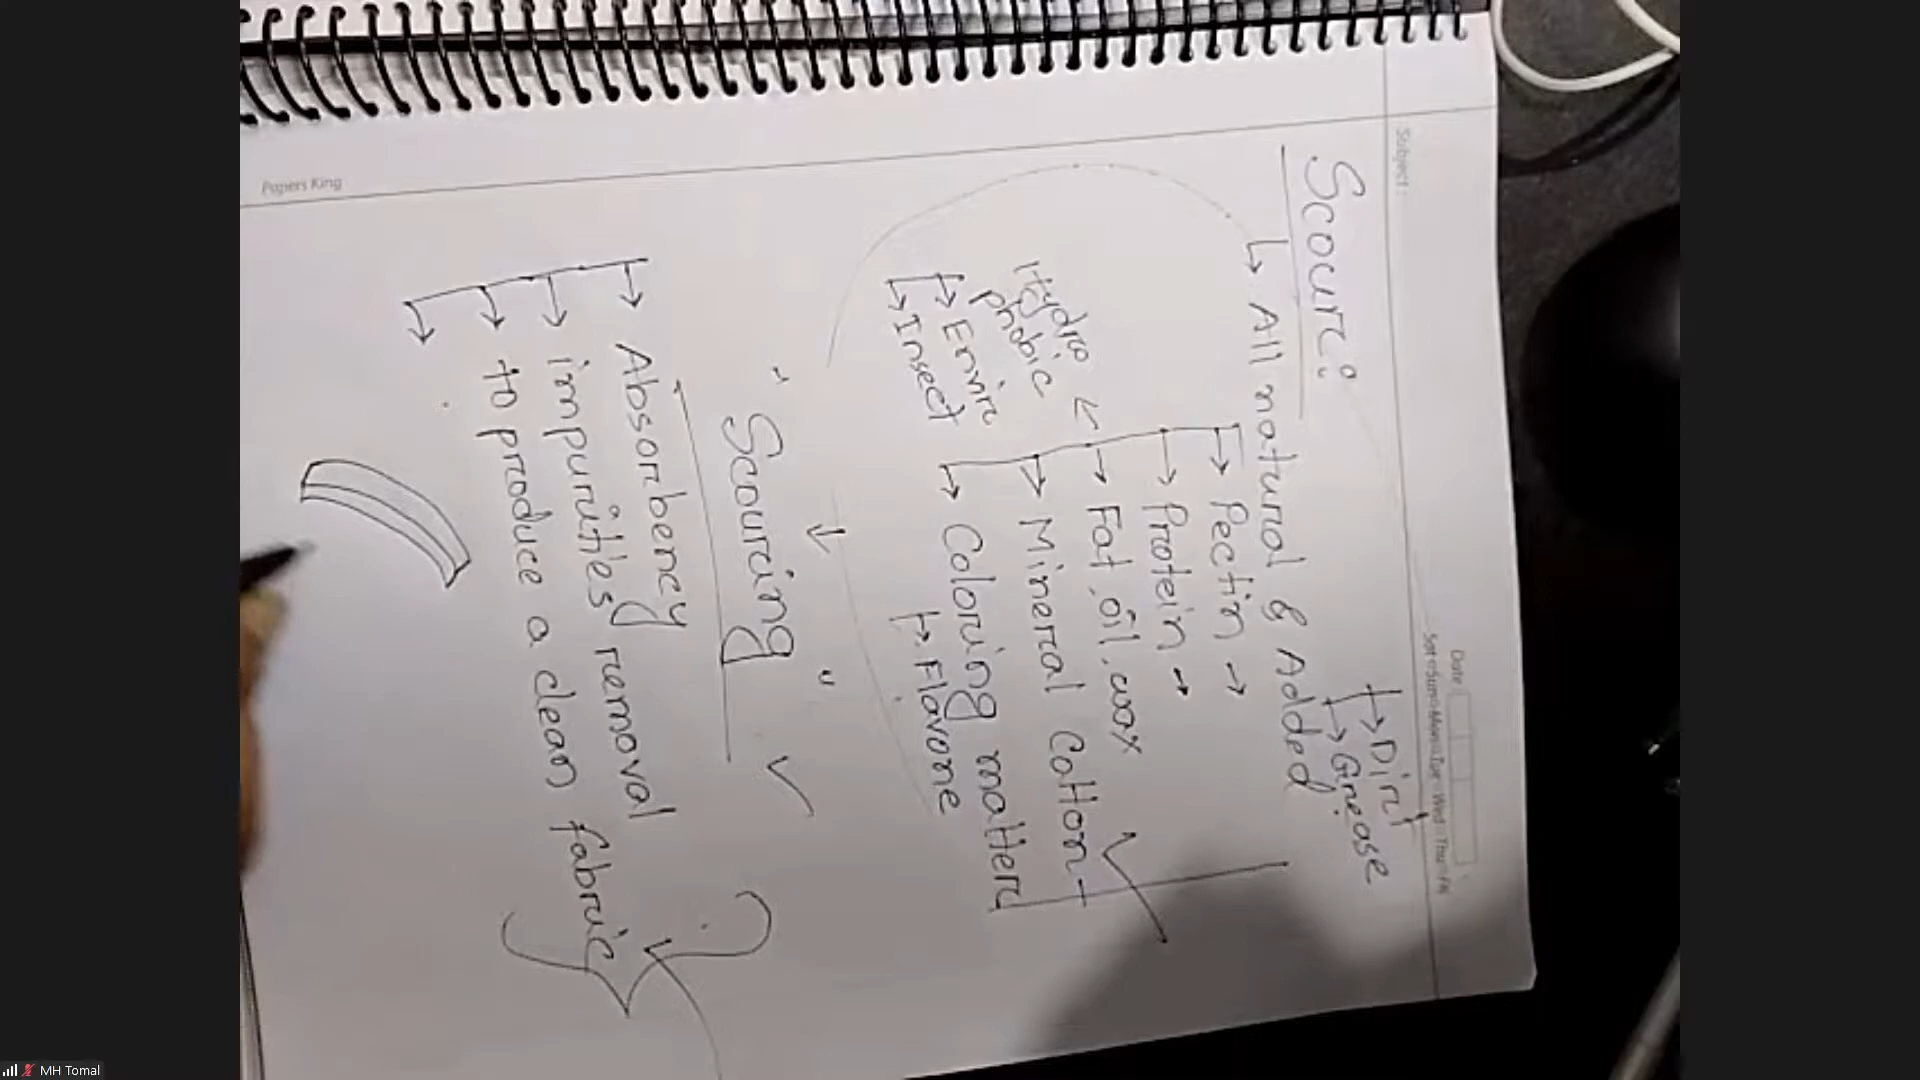 Subject :
Date :
Sat Sun Mon Tue Wed Thu Fri
Scour:
→ Dirt
→ Grease
↳ All natural & Added
→ Pectin →
→ Protein →
Hydro
phobic
← → Fat, oil, wax
→ Mineral Cotton
→ Enviro
→ Insect
→ Coloring matter
→ Flavone
↓
" Scouring "
→ Absorbency
→ impurities removal
→ to produce a clean fabric
→
Papers King
MH Tomal